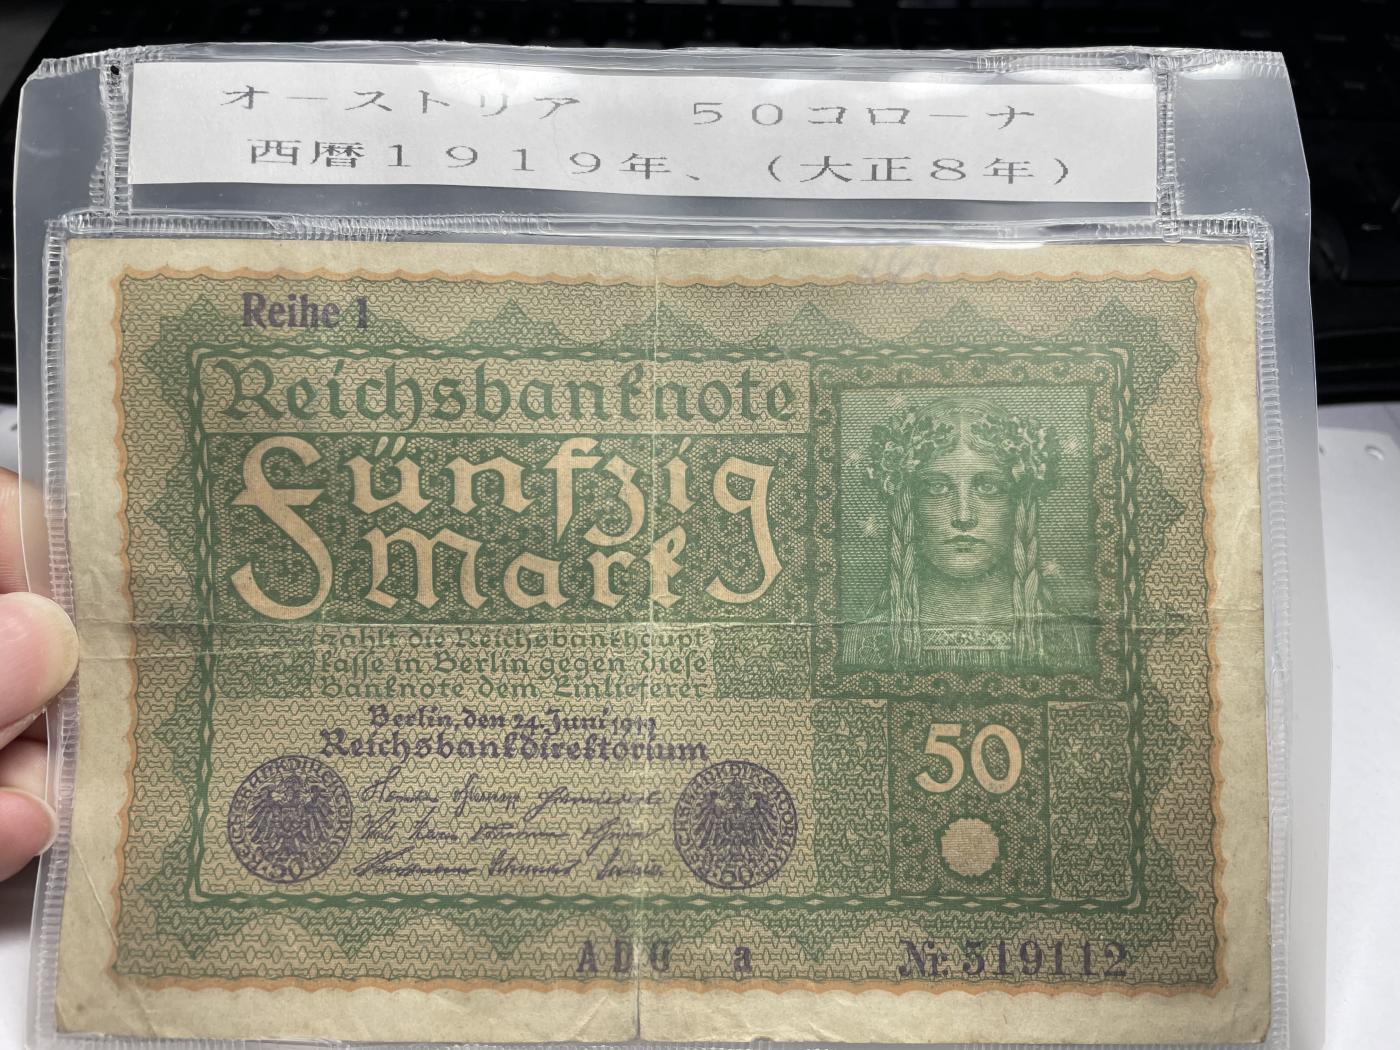 オーストリア　５０コローナ
西暦１９１９年、（大正８年）
Reihe 1
Reichsbanknote
Fünfzig
Mark
zahlt die Reichsbankhaupt
kasse in Berlin gegen diese
Banknote dem Einlieferer
Berlin, den 24. Juni 1919
Reichsbankdirektorium
50
ADG a
Nr. 519112